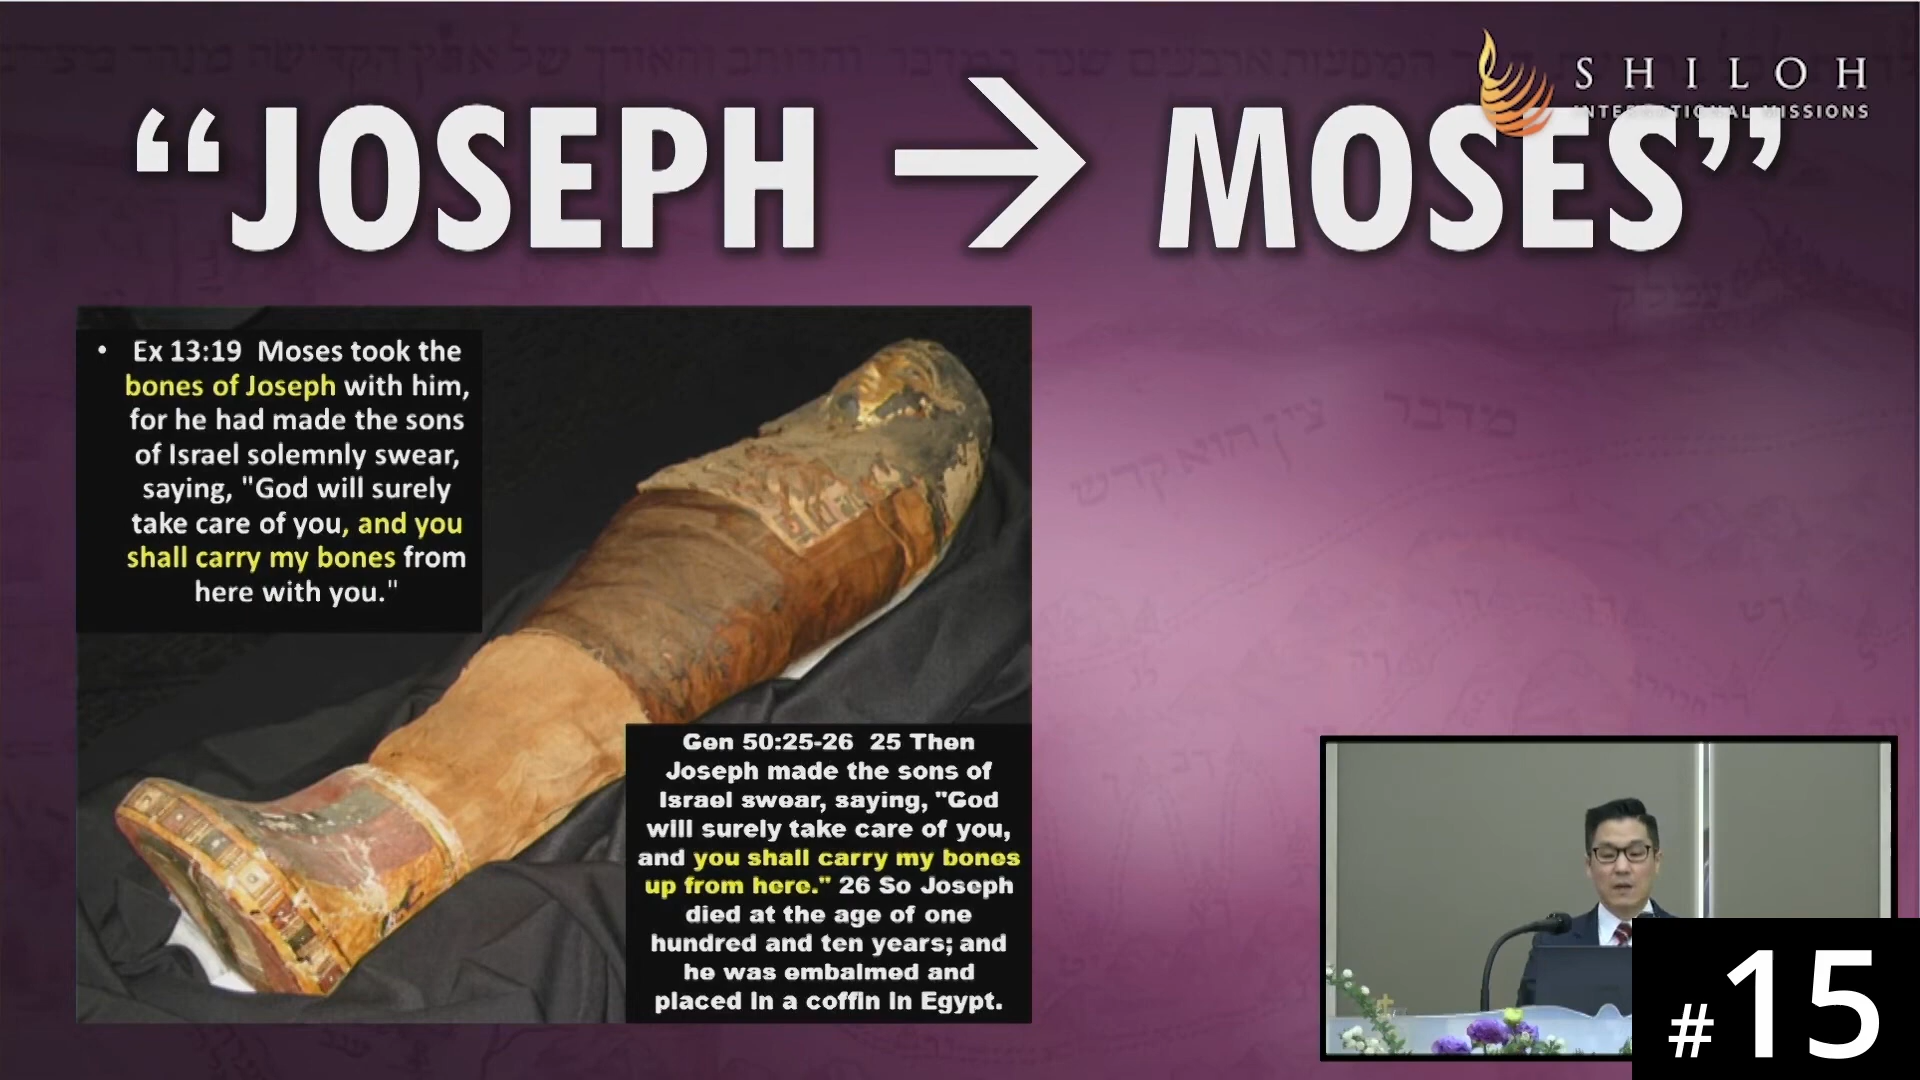 SHILOH
INTERNATIONAL MISSIONS
“JOSEPH → MOSES”
• Ex 13:19 Moses took the
bones of Joseph with him,
for he had made the sons
of Israel solemnly swear,
saying, "God will surely
take care of you, and you
shall carry my bones from
here with you."
Gen 50:25-26 25 Then
Joseph made the sons of
Israel swear, saying, "God
will surely take care of you,
and you shall carry my bones
up from here." 26 So Joseph
died at the age of one
hundred and ten years; and
he was embalmed and
placed in a coffin in Egypt.
#15